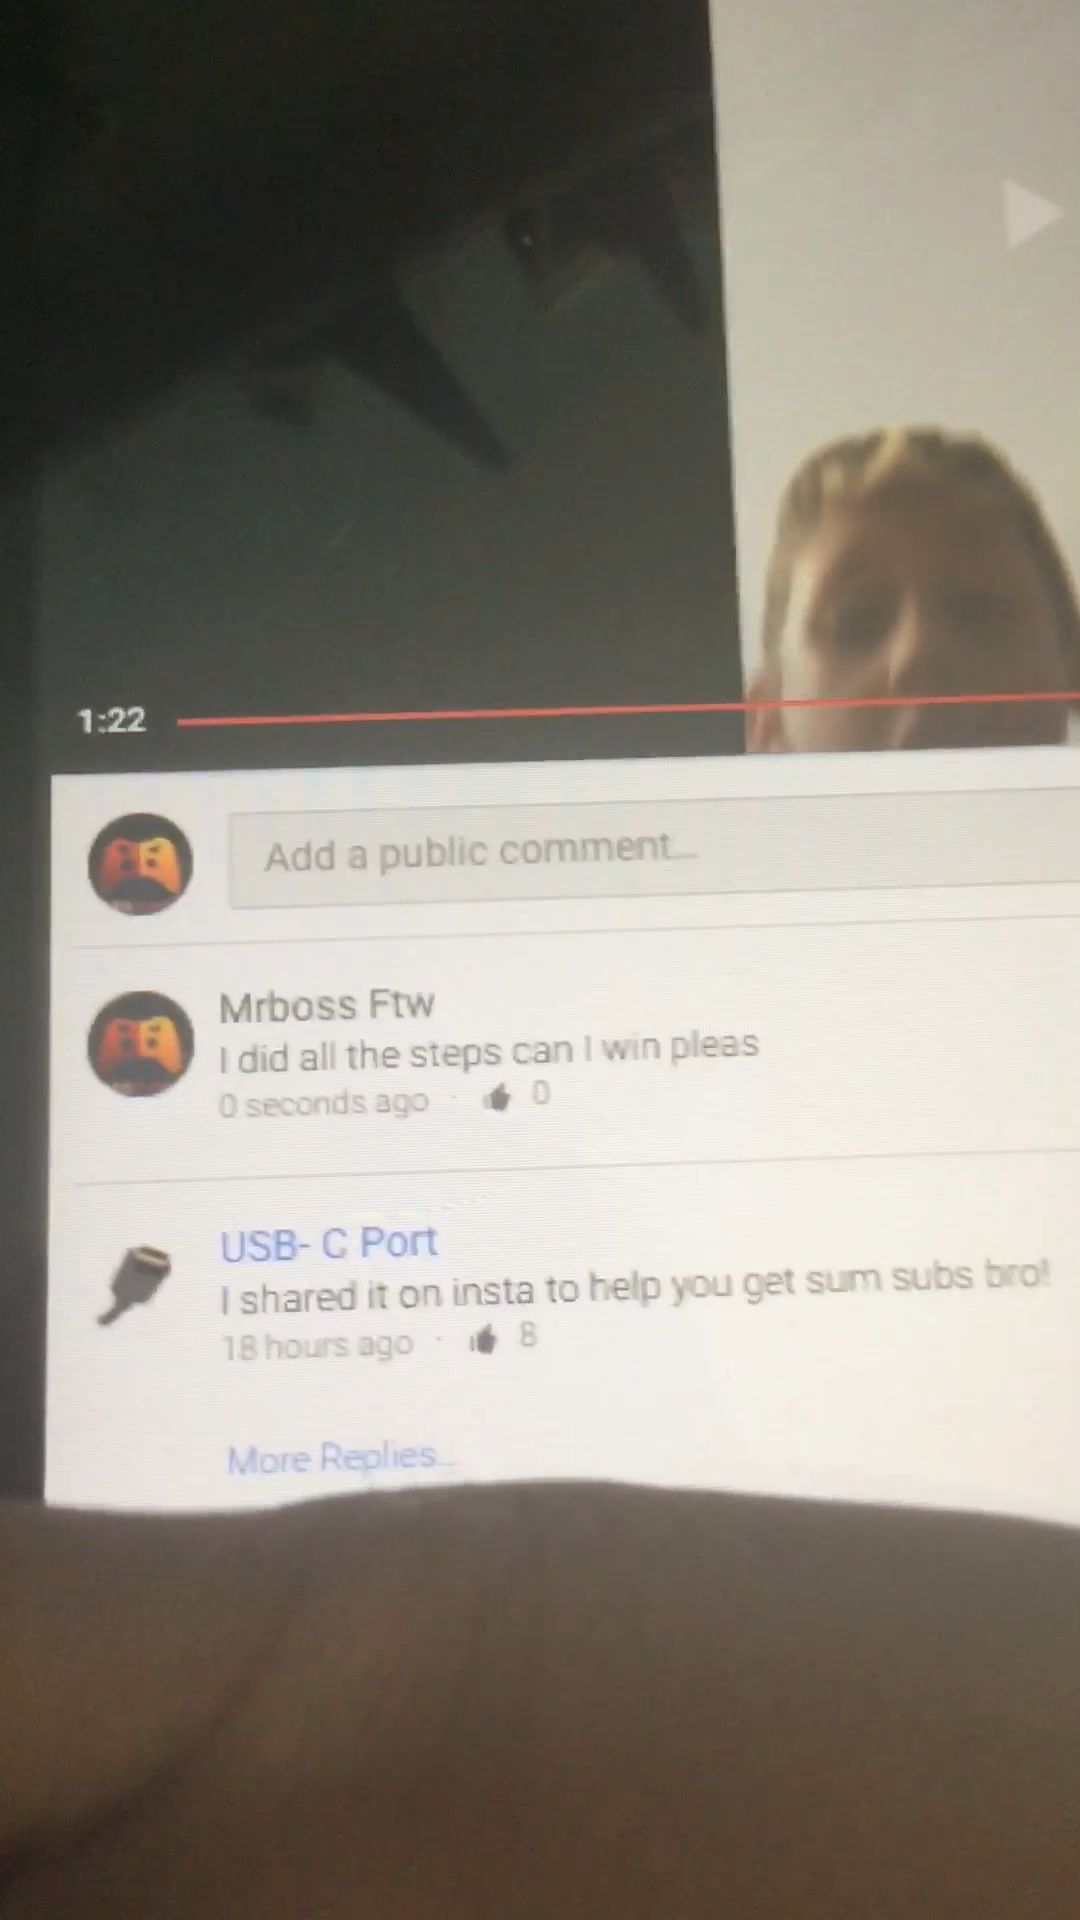 1:22
Add a public comment...
Mrboss Ftw
I did all the steps can I win pleas
0 seconds ago · 0
USB- C Port
I shared it on insta to help you get sum subs bro!
18 hours ago · 8
More Replies...